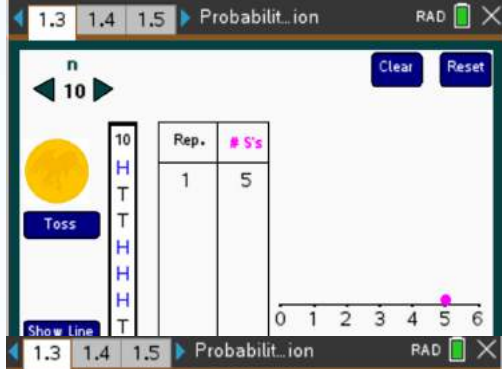 1.3 1.4 1.5 Probabilit...ion RAD
n
10
Clear Reset
10 Rep. # S's
H
1 5
T
Toss T
H
H
H
0 1 2 3 4 5 6
Show Line T
1.3 1.4 1.5 Probabilit...ion RAD